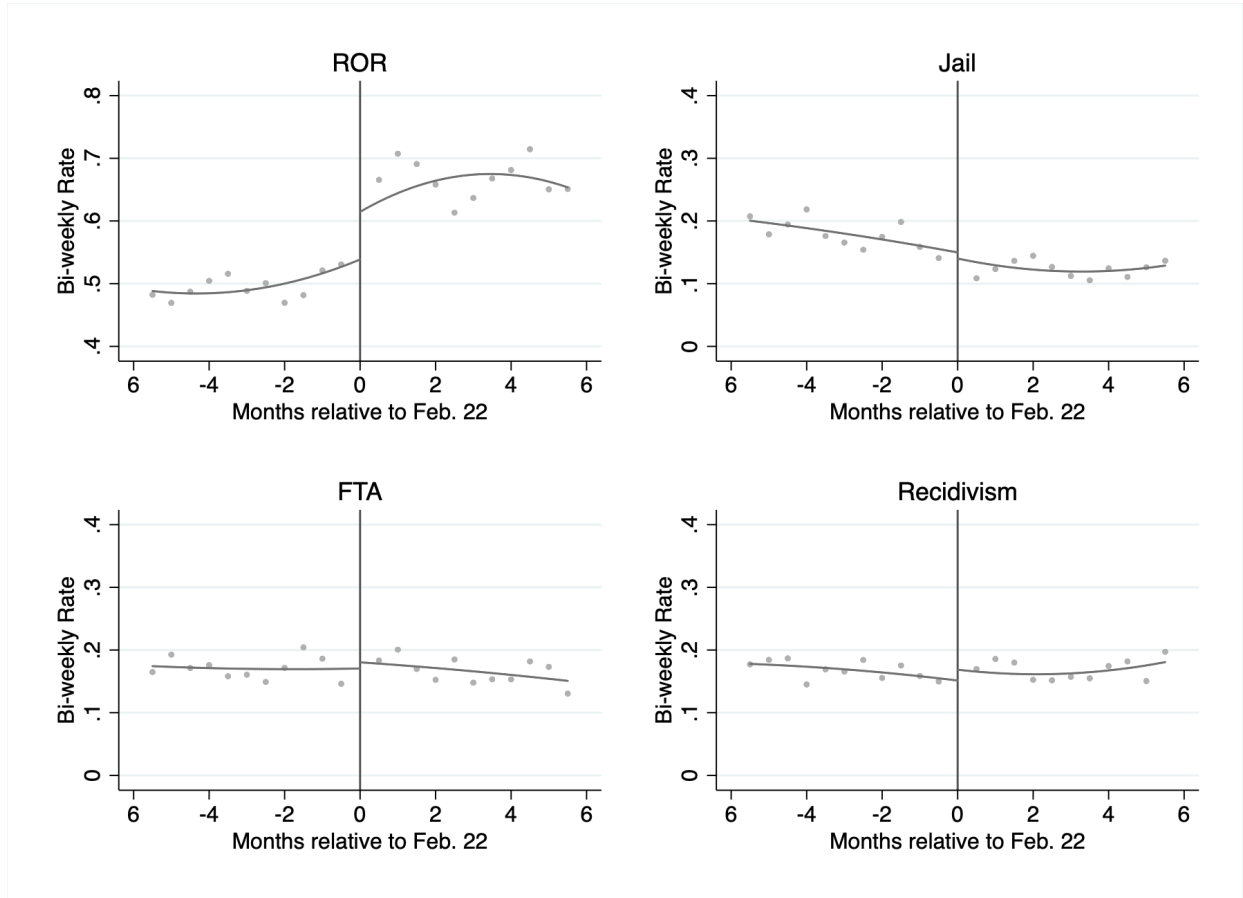 ROR
Bi-weekly Rate
.8
.7
.6
.5
.4
6 -4 -2 0 2 4 6
Months relative to Feb. 22
Jail
Bi-weekly Rate
.4
.3
.2
.1
0
6 -4 -2 0 2 4 6
Months relative to Feb. 22
FTA
Bi-weekly Rate
.4
.3
.2
.1
0
6 -4 -2 0 2 4 6
Months relative to Feb. 22
Recidivism
Bi-weekly Rate
.4
.3
.2
.1
0
6 -4 -2 0 2 4 6
Months relative to Feb. 22